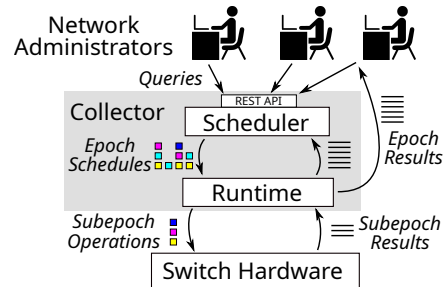 Network
Administrators
Queries
REST API
Collector
Scheduler
Epoch
Schedules
Epoch
Results
Runtime
Subepoch
Operations
Subepoch
Results
Switch Hardware